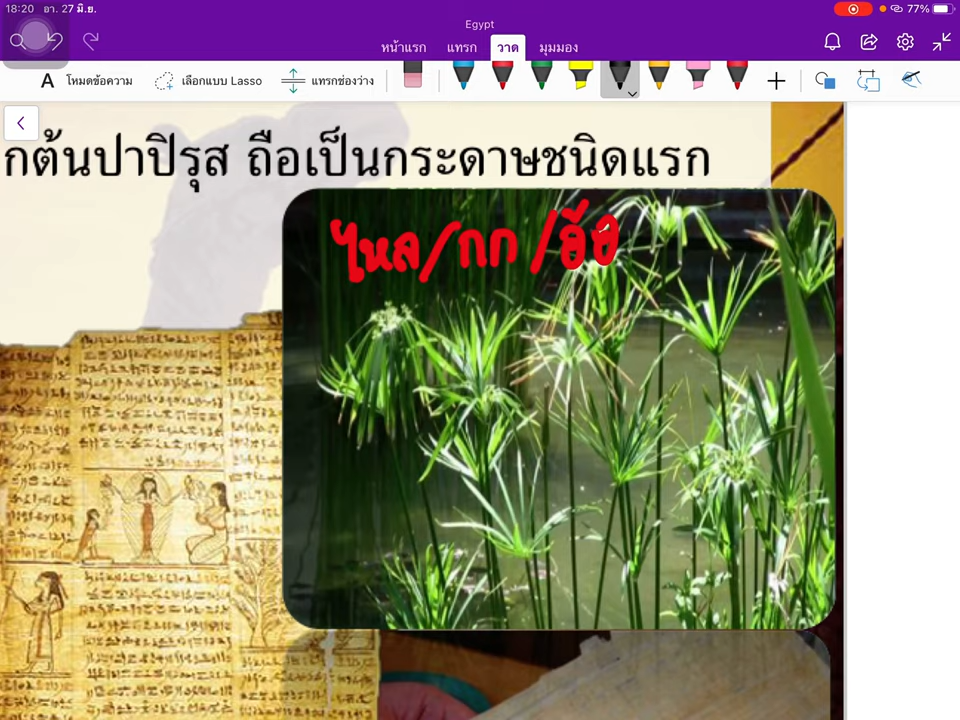 18:20 อา. 27 มิ.ย. 77%
Egypt
หน้าแรก แทรก วาด มุมมอง
A โหมดข้อความ เลือกแบบ Lasso แทรกช่องว่าง
กต้นปาปิรุส ถือเป็นกระดาษชนิดแรก
ไหล/กก/อียิ